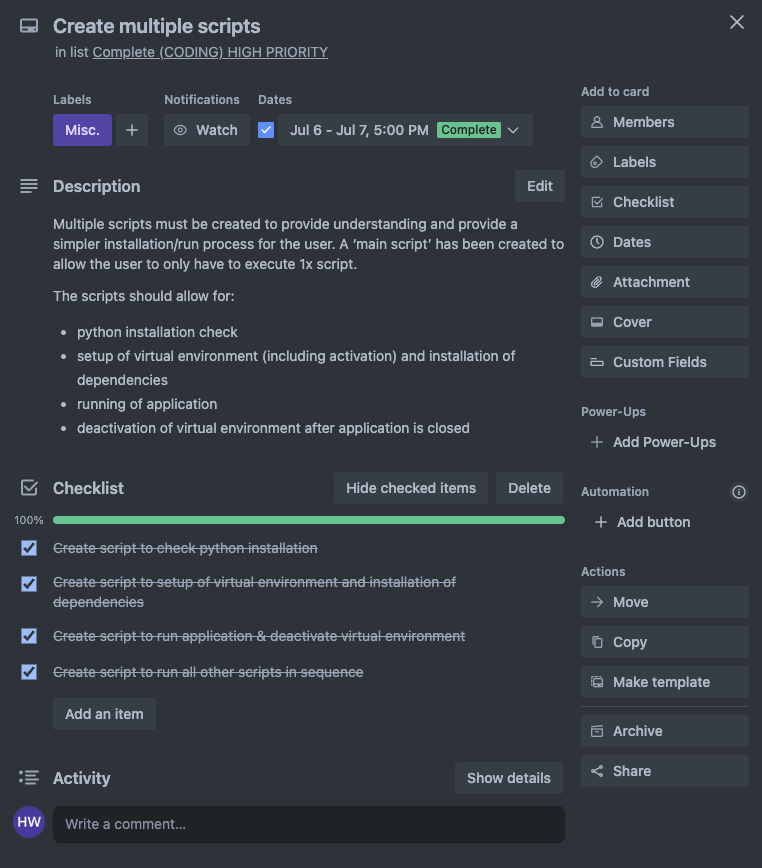 Create multiple scripts
in list Complete (CODING) HIGH PRIORITY
Labels
Notifications
Dates
Misc.
Watch
Jul 6 - Jul 7, 5:00 PM Complete
Description
Edit
Multiple scripts must be created to provide understanding and provide a
simpler installation/run process for the user. A ‘main script’ has been created to
allow the user to only have to execute 1x script.
The scripts should allow for:
• python installation check
• setup of virtual environment (including activation) and installation of
dependencies
• running of application
• deactivation of virtual environment after application is closed
Checklist
Hide checked items
Delete
100%
Create script to check python installation
Create script to setup of virtual environment and installation of
dependencies
Create script to run application & deactivate virtual environment
Create script to run all other scripts in sequence
Add an item
Activity
Show details
HW
Write a comment…
Add to card
Members
Labels
Checklist
Dates
Attachment
Cover
Custom Fields
Power-Ups
+ Add Power-Ups
Automation
+ Add button
Actions
Move
Copy
Make template
Archive
Share